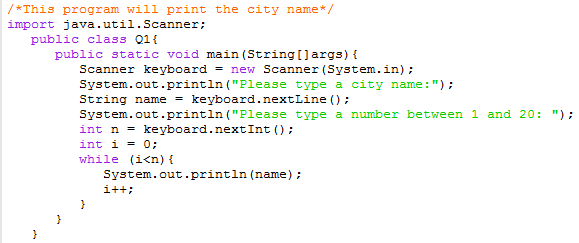 /*This program will print the city name*/
import java.util.Scanner;
public class Q1{
public static void main(String[]args){
Scanner keyboard = new Scanner(System.in);
System.out.println("Please type a city name:");
String name = keyboard.nextLine();
System.out.println("Please type a number between 1 and 20: ");
int n = keyboard.nextInt();
int i = 0;
while (i<n){
System.out.println(name);
i++;
}
}
}